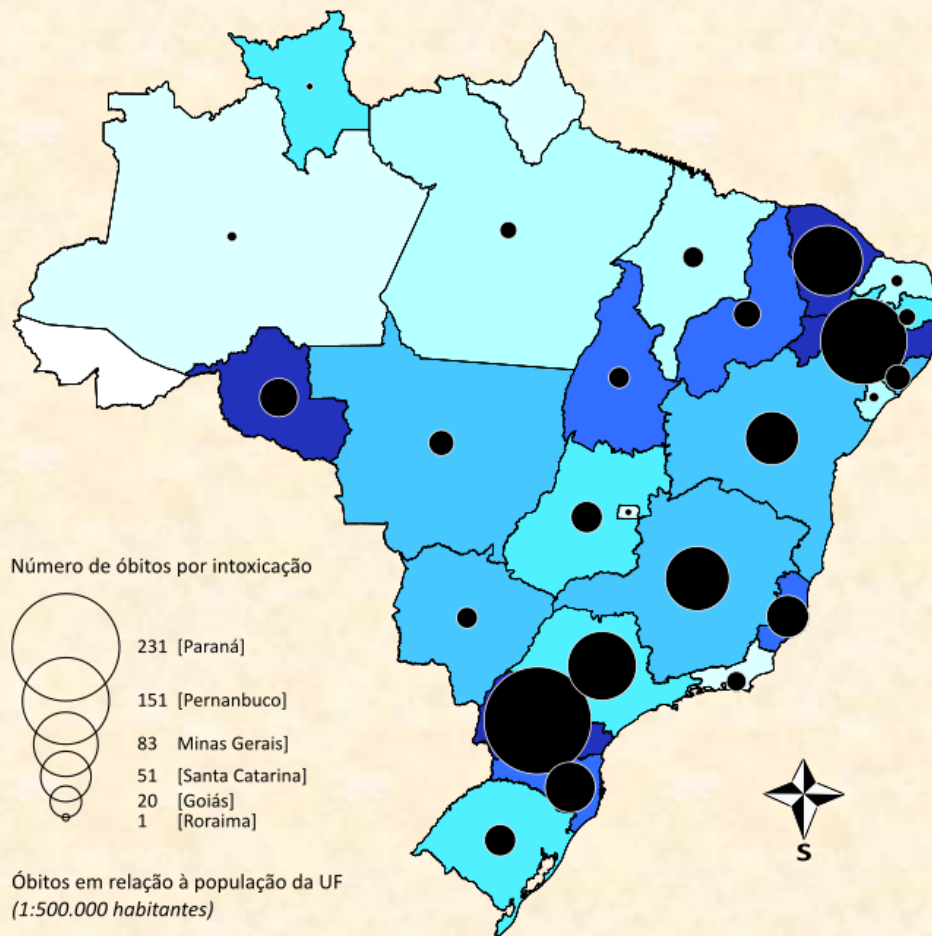 Número de óbitos por intoxicação
231 [Paraná]
151 [Pernanbuco]
83 Minas Gerais]
51 [Santa Catarina]
20 [Goiás]
1 [Roraima]
Óbitos em relação à população da UF
(1:500.000 habitantes)
S